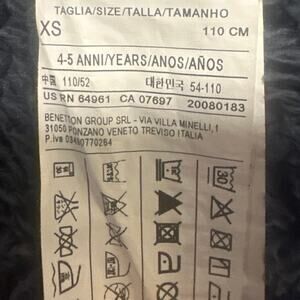 TAGLIA/SIZE/TALLA/TAMANHO
XS 110 CM
4-5 ANNI/YEARS/ANOS/AÑOS
中国 110/52 대한민국 54-110
US RN 64961 CA 07697 20080183
BENETTON GROUP SRL - VIA VILLA MINELLI,1
31050 PONZANO VENETO TREVISO ITALIA
P.iva 03490770264
30